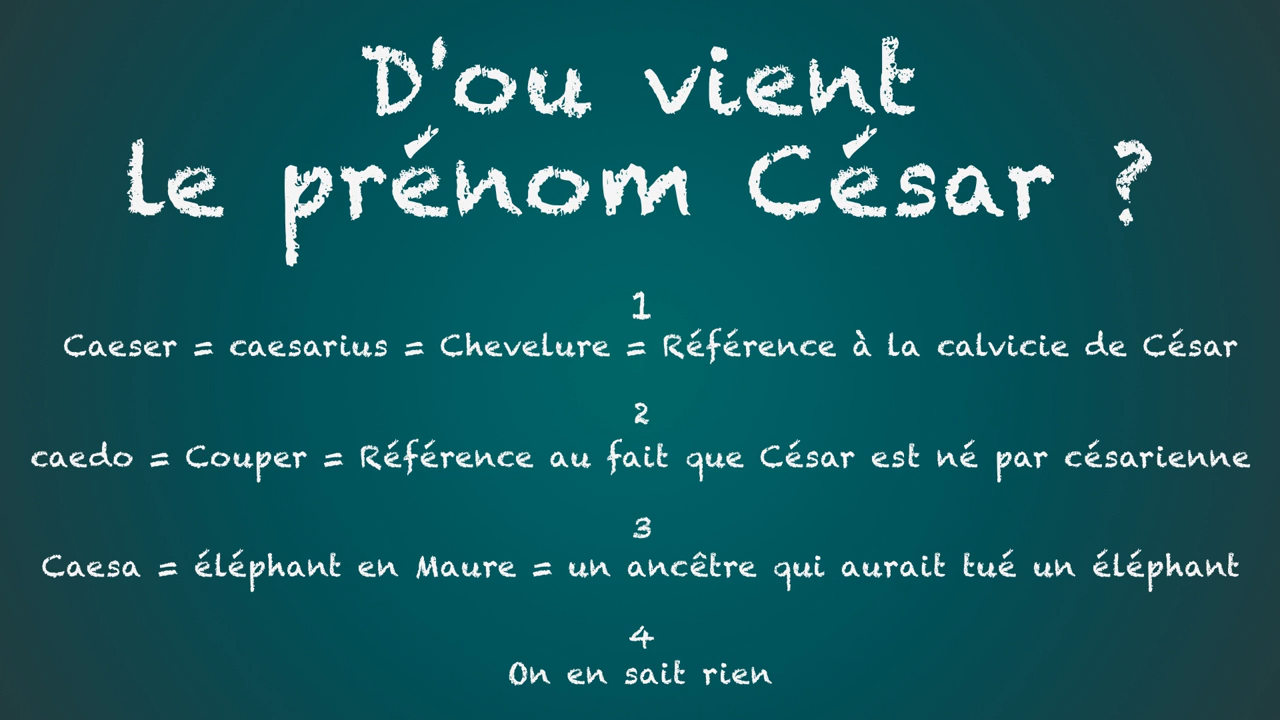 D'ou vient
le prénom César ?
1
Caeser = caesarius = Chevelure = Référence à la calvicie de César
2
caedo = Couper = Référence au fait que César est né par césarienne
3
Caesa = éléphant en Maure = un ancêtre qui aurait tué un éléphant
4
On en sait rien